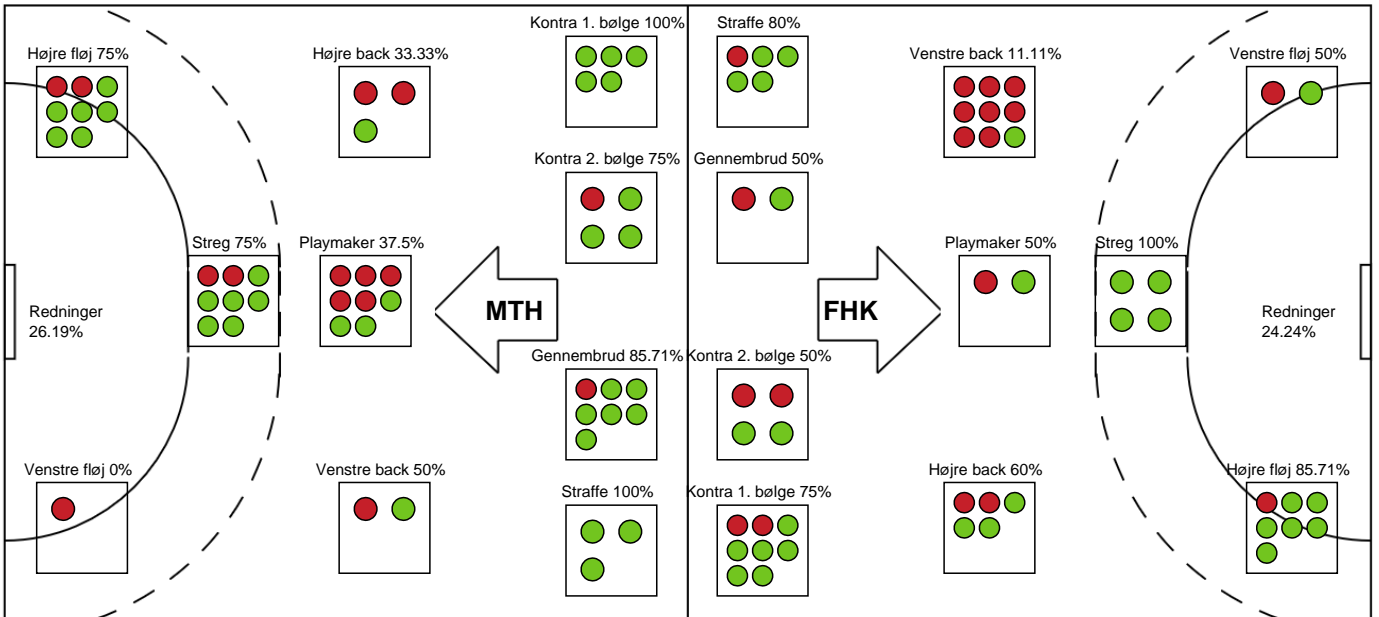 Kontra 1. bølge 100%
Straffe 80%
Højre fløj 75%
Højre back 33.33%
Venstre back 11.11%
Venstre fløj 50%
Kontra 2. bølge 75%
Gennembrud 50%
Streg 75%
Playmaker 37.5%
Playmaker 50%
Streg 100%
MTH
FHK
Redninger
26.19%
Redninger
24.24%
Gennembrud 85.71%
Kontra 2. bølge 50%
Venstre fløj 0%
Venstre back 50%
Højre back 60%
Højre fløj 85.71%
Straffe 100%
Kontra 1. bølge 75%